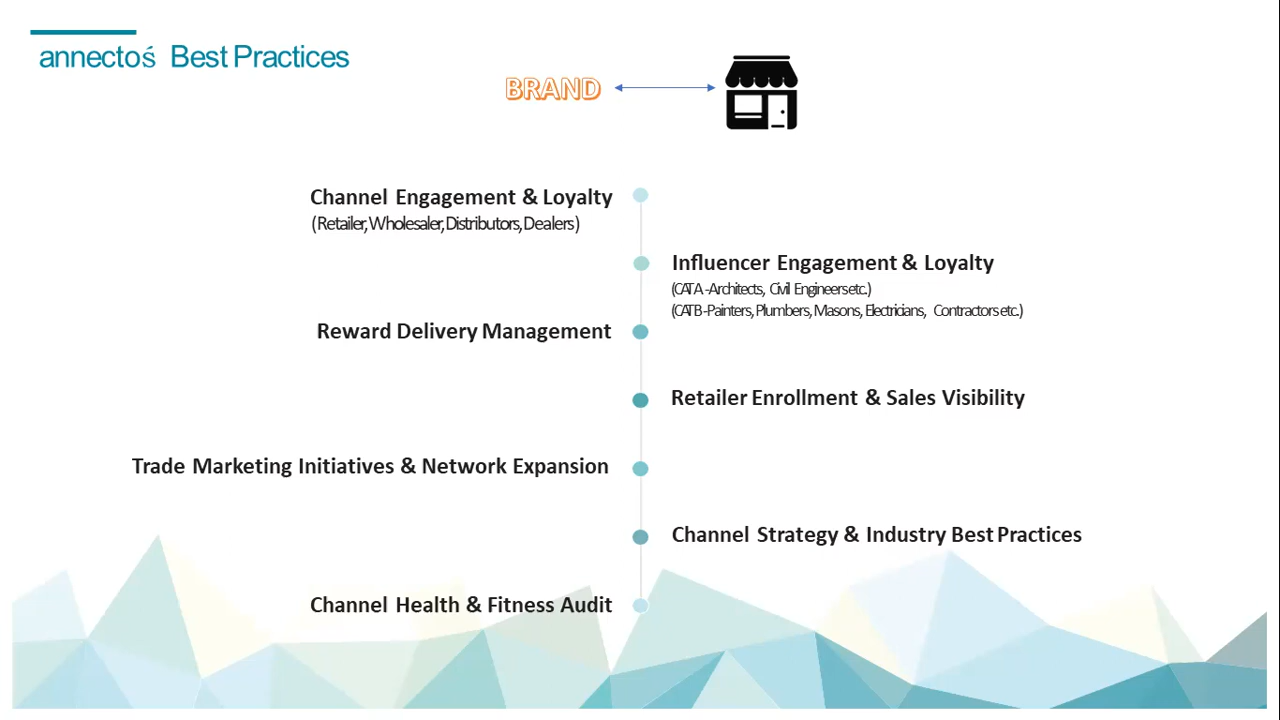 annectoś Best Practices
BRAND
Channel Engagement & Loyalty
(Retailer, Wholesaler, Distributors, Dealers)
Influencer Engagement & Loyalty
(CAT A -Architects, Civil Engineers etc.)
(CAT B -Painters, Plumbers, Masons, Electricians, Contractors etc.)
Reward Delivery Management
Retailer Enrollment & Sales Visibility
Trade Marketing Initiatives & Network Expansion
Channel Strategy & Industry Best Practices
Channel Health & Fitness Audit